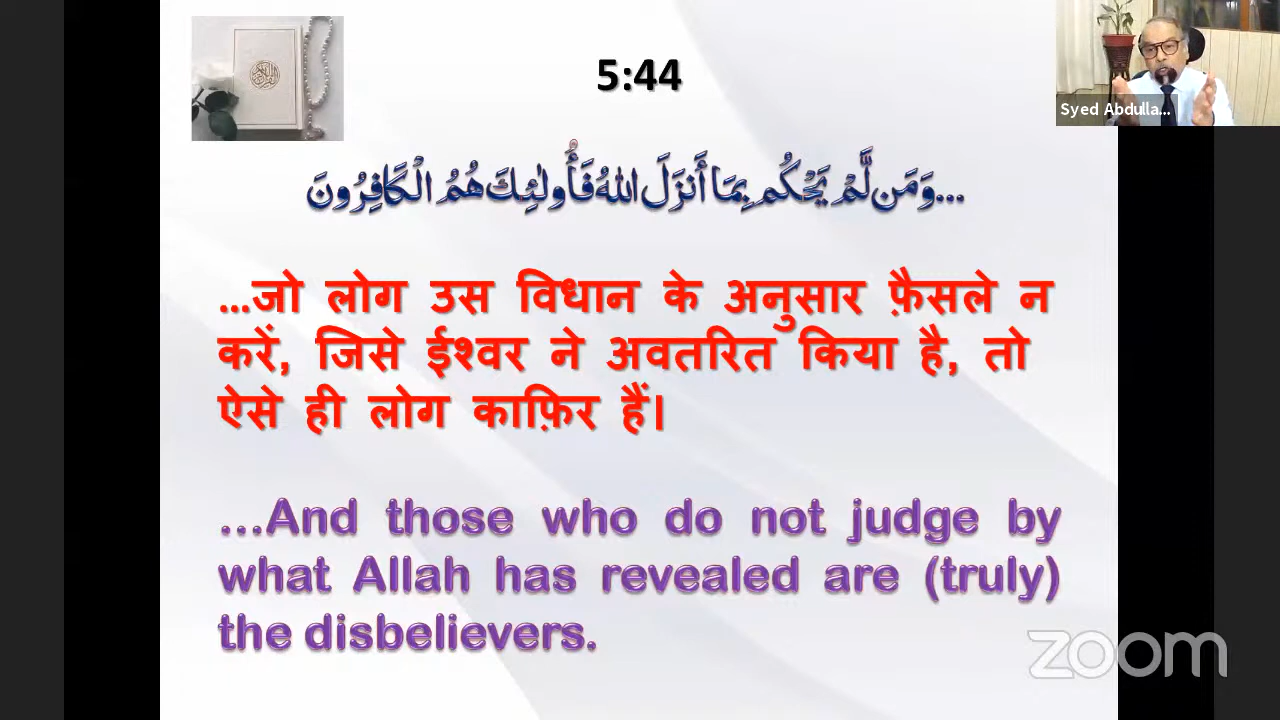 5:44
Syed Abdulla...
...وَمَن لَّمْ يَحْكُم بِمَا أَنزَلَ اللهُ فَأُولٰئِكَ هُمُ الْكَافِرُونَ
...जो लोग उस विधान के अनुसार फ़ैसले न
करें, जिसे ईश्वर ने अवतरित किया है, तो
ऐसे ही लोग काफ़िर हैं।
...And those who do not judge by
what Allah has revealed are (truly)
the disbelievers.
zoom